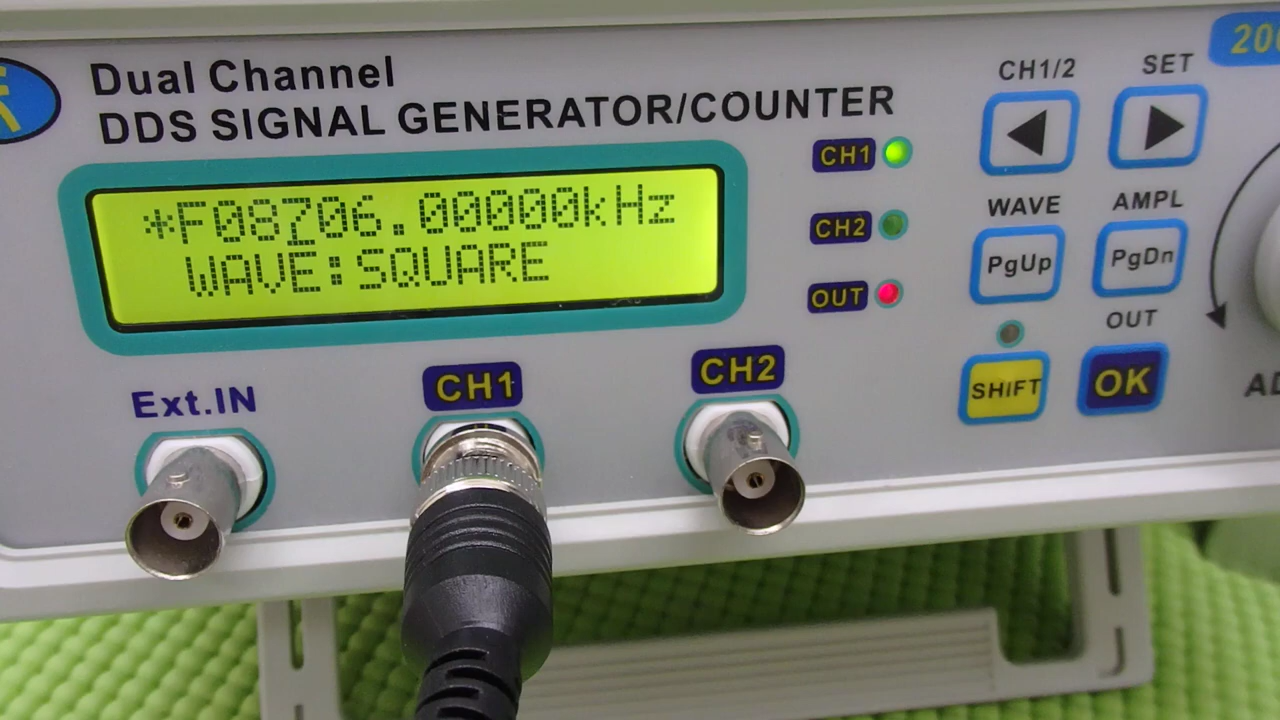 Dual Channel
DDS SIGNAL GENERATOR/COUNTER
*F08706.00000kHz
WAVE:SQUARE
CH1
CH2
OUT
CH1/2
SET
WAVE
AMPL
PgUp
PgDn
OUT
SHIFT
OK
Ext.IN
CH1
CH2